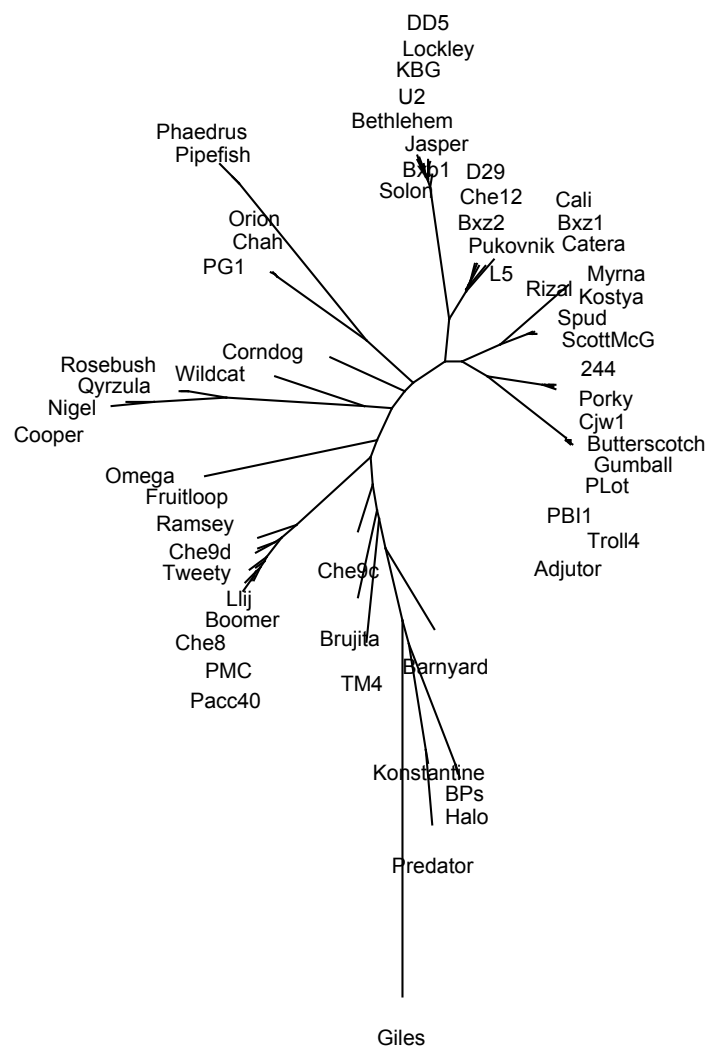 DD5
Lockley
KBG
U2
Bethlehem
Jasper
Bxb1
Solon
Phaedrus
Pipefish
Orion
Chah
PG1
D29
Che12
Bxz2
Pukovnik
L5
Cali
Bxz1
Catera
Rizal
Myrna
Kostya
Spud
ScottMcG
244
Porky
Cjw1
Butterscotch
Gumball
PLot
PBI1
Troll4
Adjutor
Corndog
Wildcat
Rosebush
Qyrzula
Nigel
Cooper
Omega
Fruitloop
Ramsey
Che9d
Tweety
Llij
Boomer
Che8
PMC
Pacc40
Che9c
Brujita
TM4
Barnyard
Konstantine
BPs
Halo
Predator
Giles